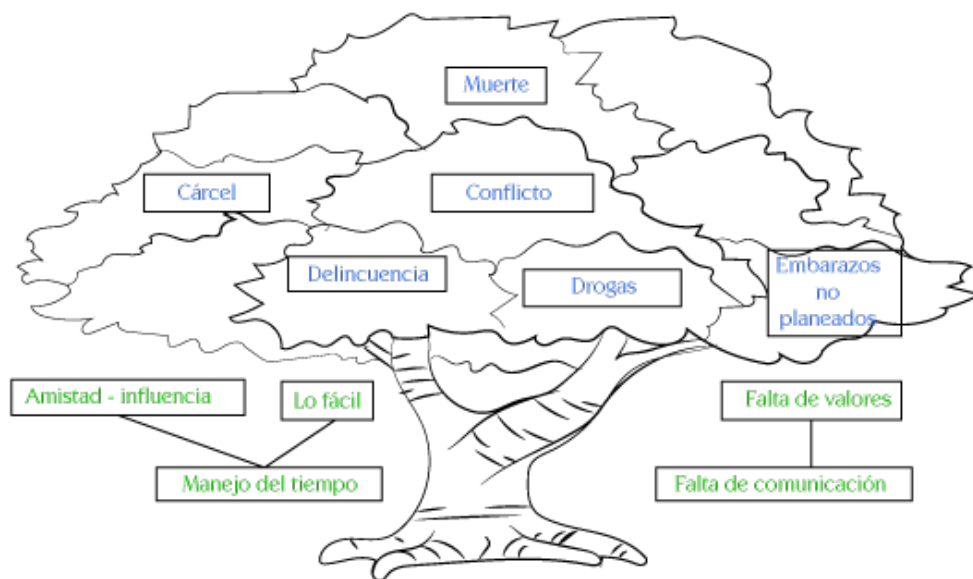 Muerte
Cárcel
Conflicto
Delincuencia
Drogas
Embarazos
no
planeados
Amistad - influencia
Lo fácil
Falta de valores
Manejo del tiempo
Falta de comunicación